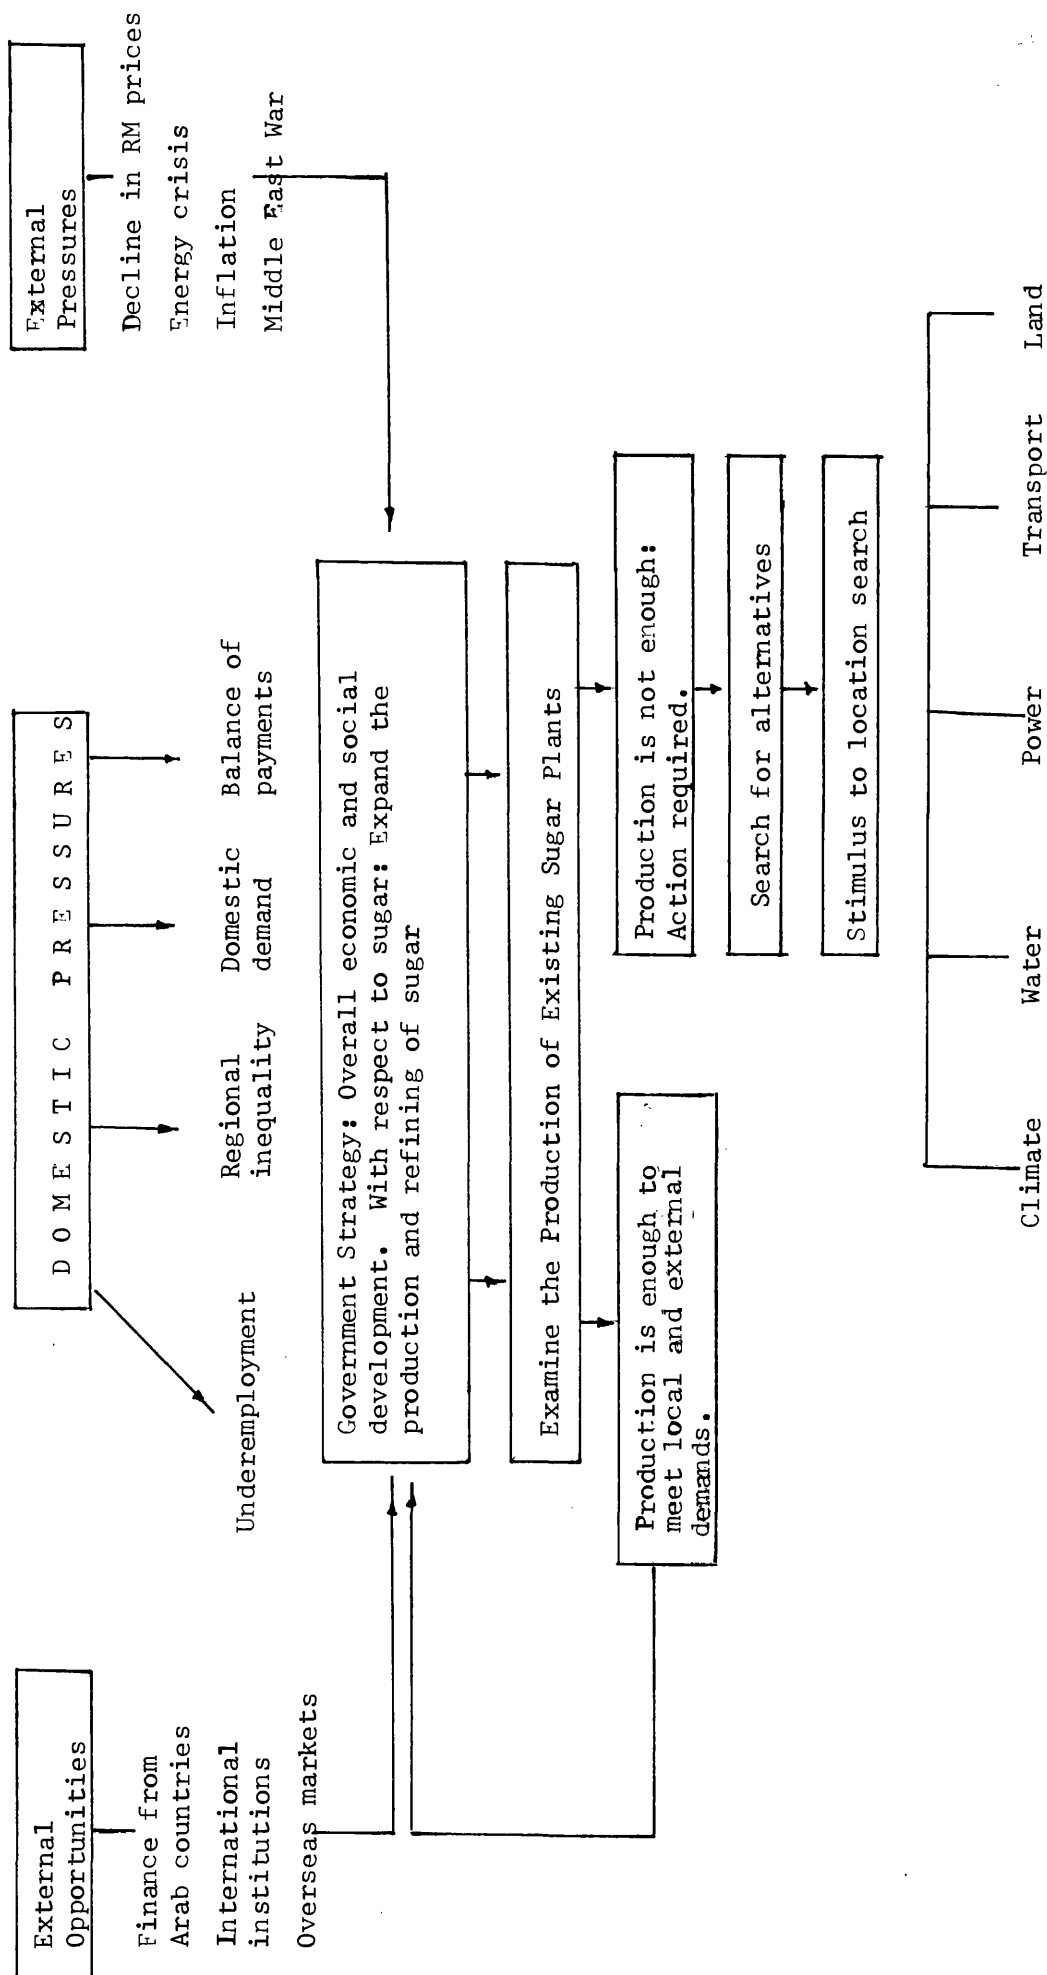 External
Opportunities
Finance from
Arab countries
International
institutions
Overseas markets
DOMESTIC PRESSURES
Underemployment
Regional
inequality
Domestic
demand
Balance of
payments
External
Pressures
Decline in RM prices
Energy crisis
Inflation
Middle East War
Government Strategy: Overall economic and social
development. With respect to sugar: Expand the
production and refining of sugar
Examine the Production of Existing Sugar Plants
Production is enough to
meet local and external
demands.
Production is not enough:
Action required.
Search for alternatives
Stimulus to location search
Climate
Water
Power
Transport
Land